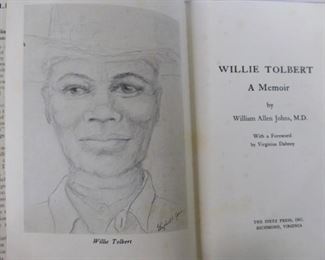 Willie Tolbert
WILLIE TOLBERT
A Memoir
by
William Allen Johns, M.D.
With a Foreword
by Virginius Dabney
THE DIETZ PRESS, INC.
RICHMOND, VIRGINIA